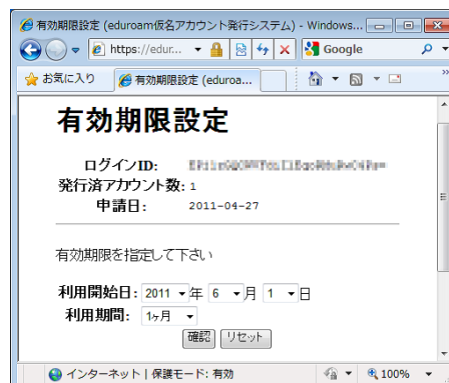 有効期限設定 (eduroam仮名アカウント発行システム) - Windows...
https://edur...
Google
お気に入り
有効期限設定 (eduroa...
有効期限設定
ログインID:
発行済アカウント数: 1
申請日: 2011-04-27
有効期限を指定して下さい
利用開始日: 2011 年 6 月 1 日
利用期間: 1ヶ月
確認 リセット
インターネット | 保護モード: 有効
100%